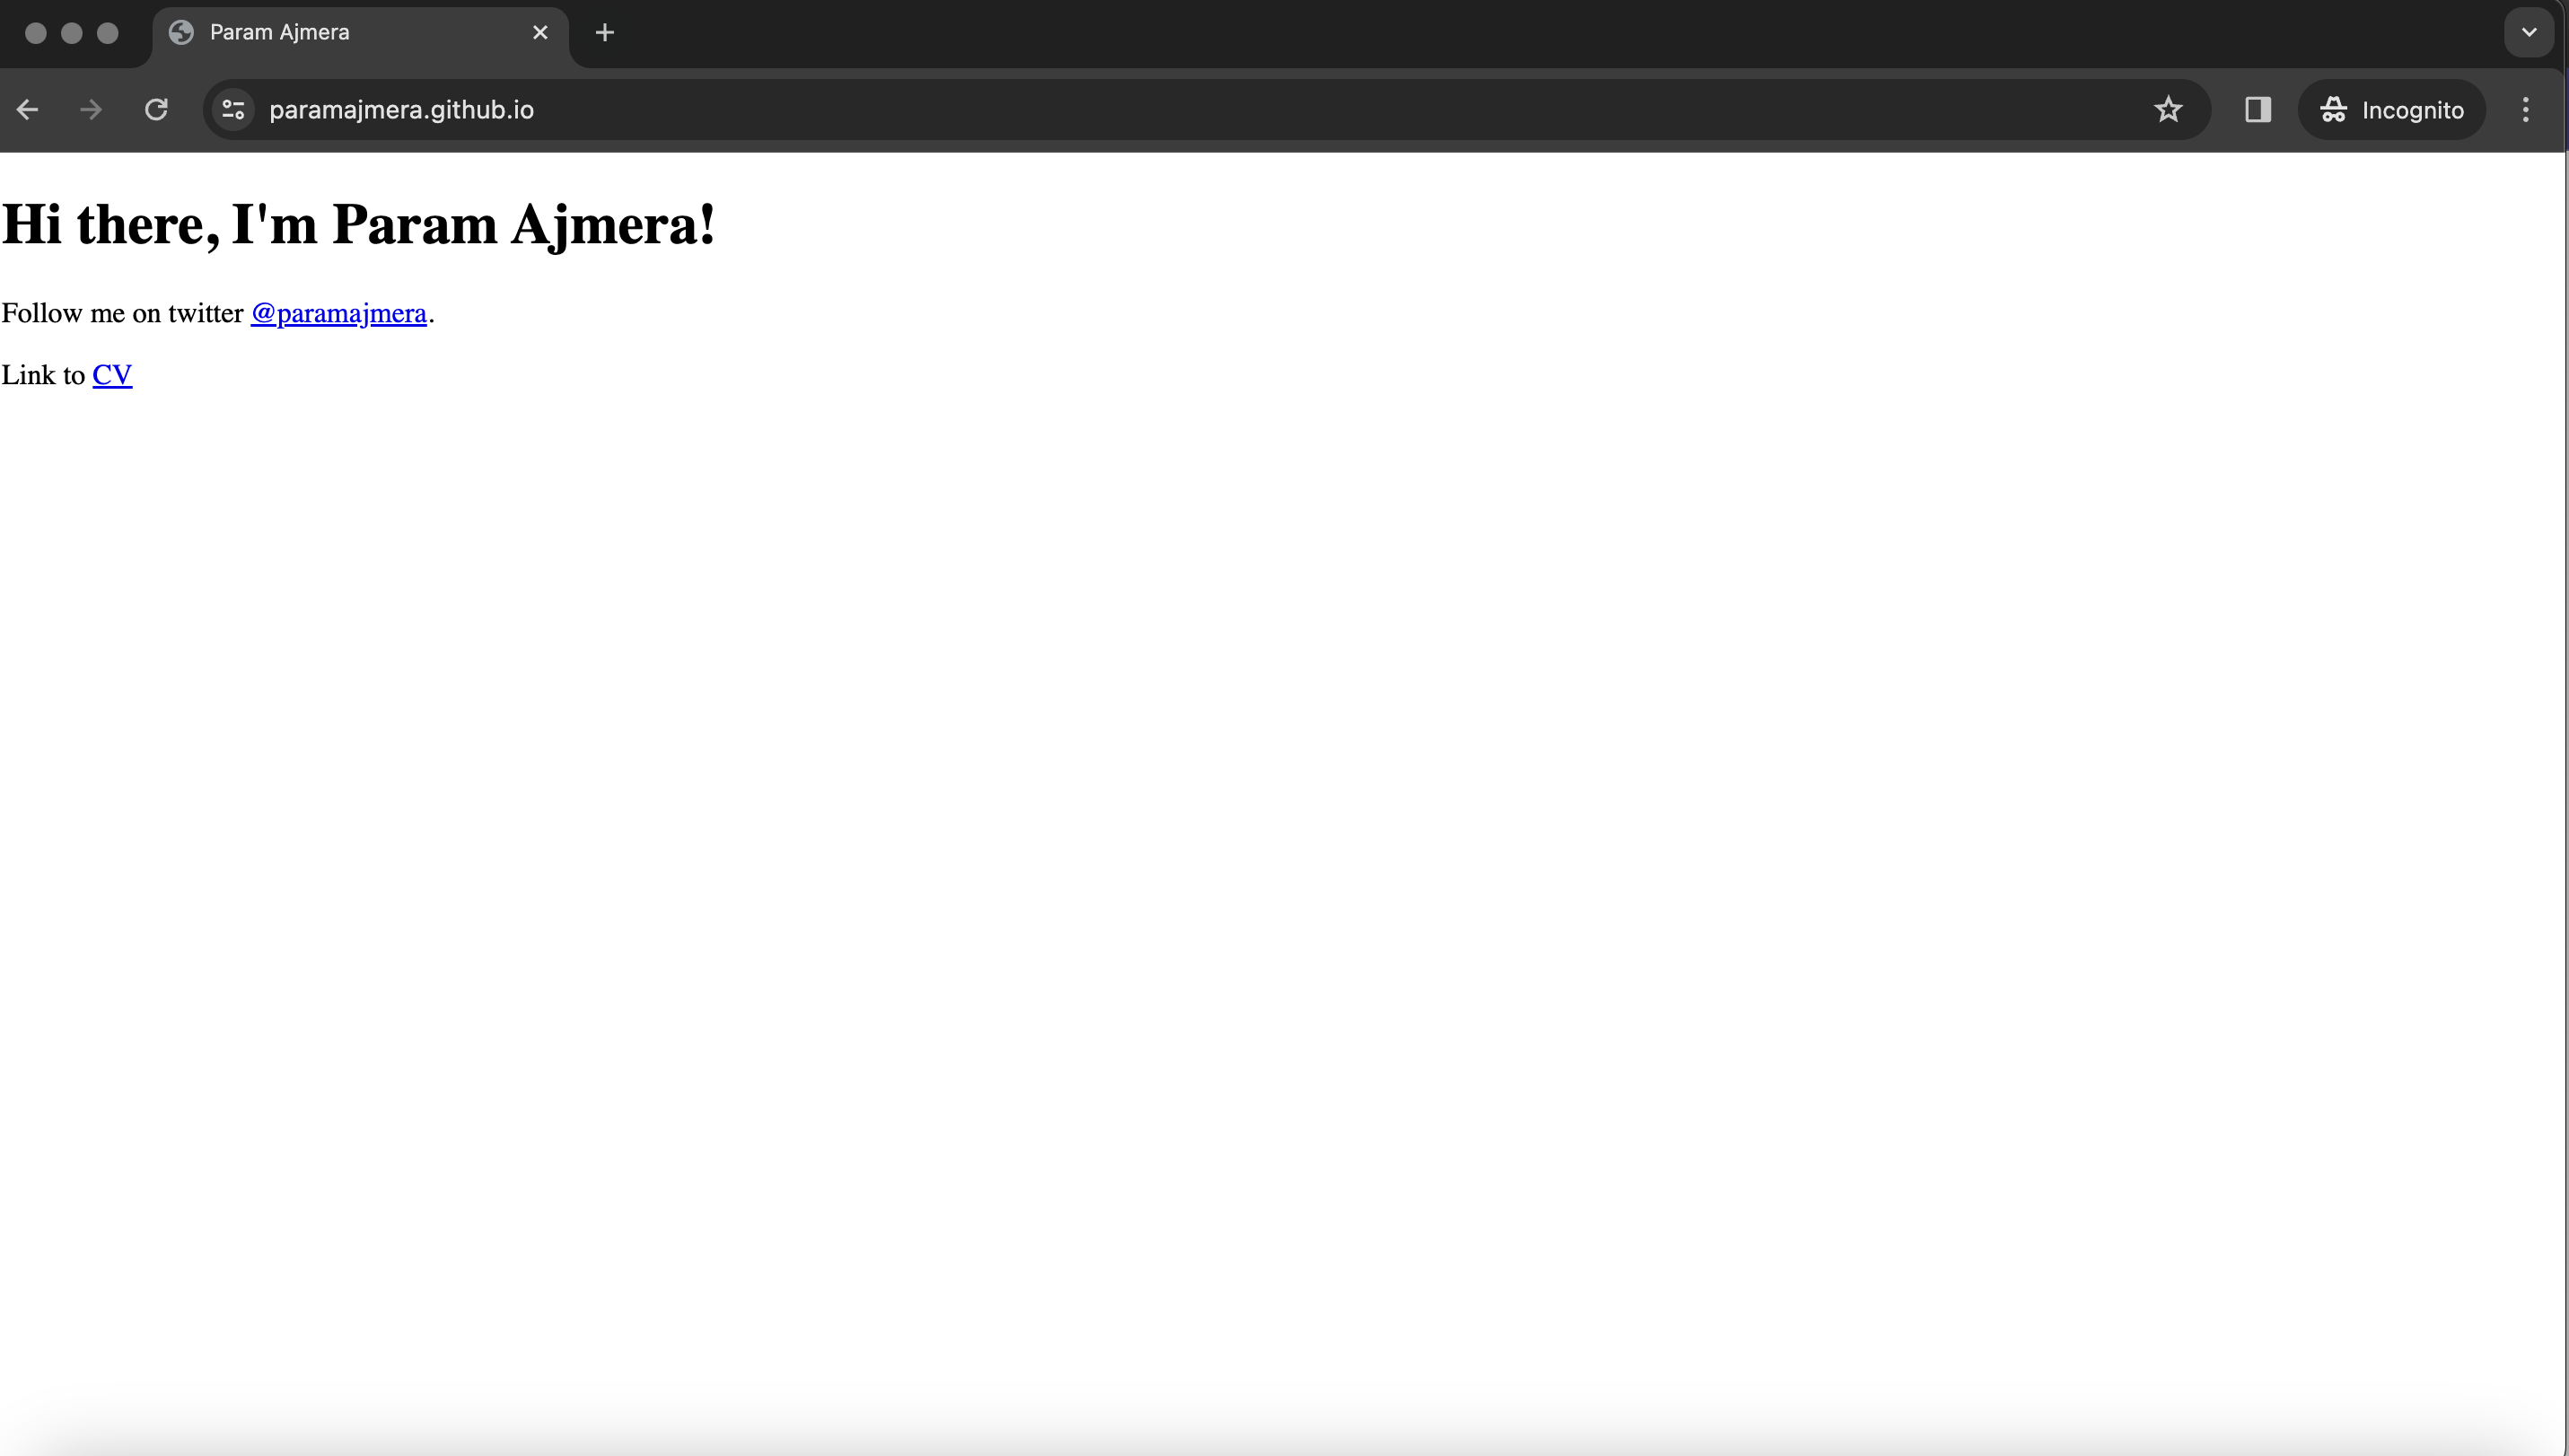 Param Ajmera
paramajmera.github.io
Incognito
Hi there, I'm Param Ajmera!
Follow me on twitter @paramajmera.
Link to CV